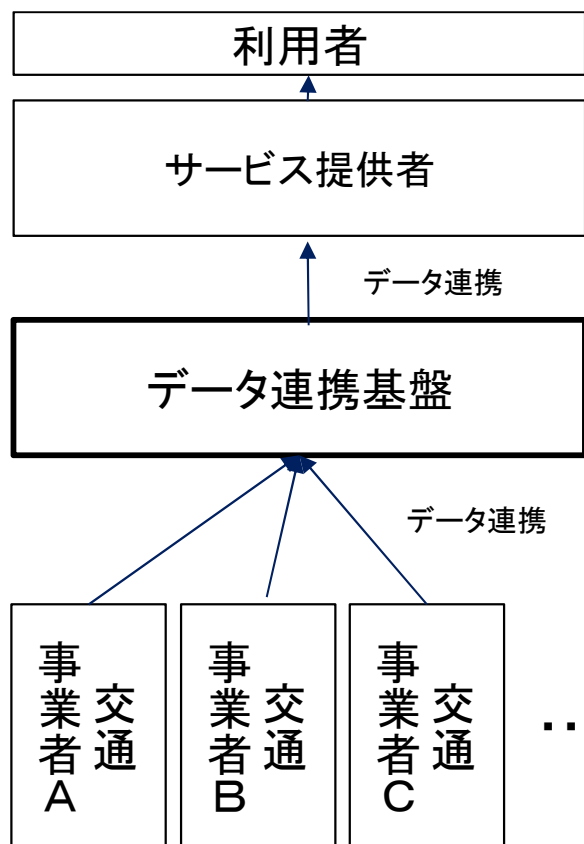 利用者
サービス提供者
データ連携
データ連携基盤
データ連携
交通
事業者A
交通
事業者B
交通
事業者C
‥